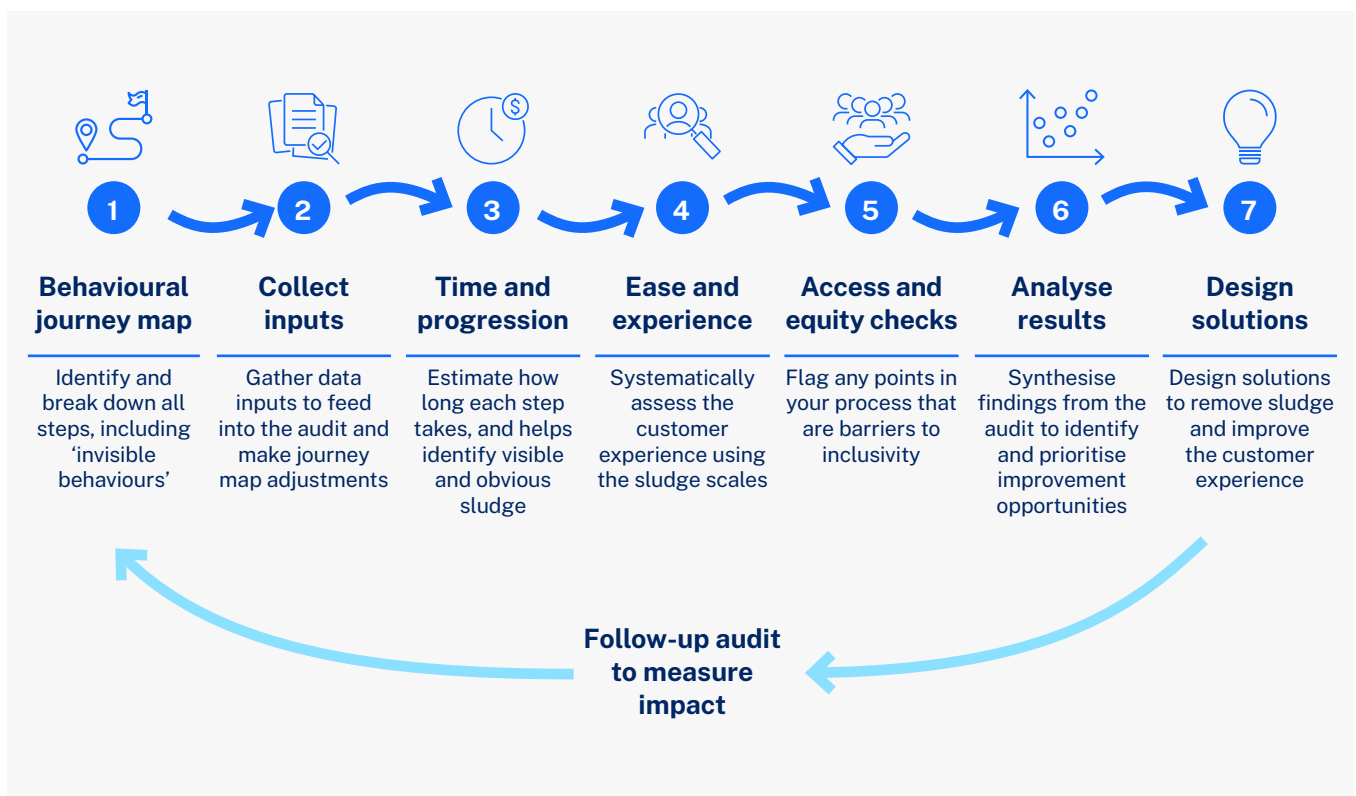 $
1
2
3
4
5
6
7
Behavioural
journey map
Identify and
break down all
steps, including
‘invisible
behaviours’
Collect
inputs
Gather data
inputs to feed
into the audit and
make journey
map adjustments
Time and
progression
Estimate how
long each step
takes, and helps
identify visible
and obvious
sludge
Ease and
experience
Systematically
assess the
customer
experience using
the sludge scales
Access and
equity checks
Flag any points in
your process that
are barriers to
inclusivity
Analyse
results
Synthesise
findings from the
audit to identify
and prioritise
improvement
opportunities
Design
solutions
Design solutions
to remove sludge
and improve
the customer
experience
Follow-up audit
to measure
impact